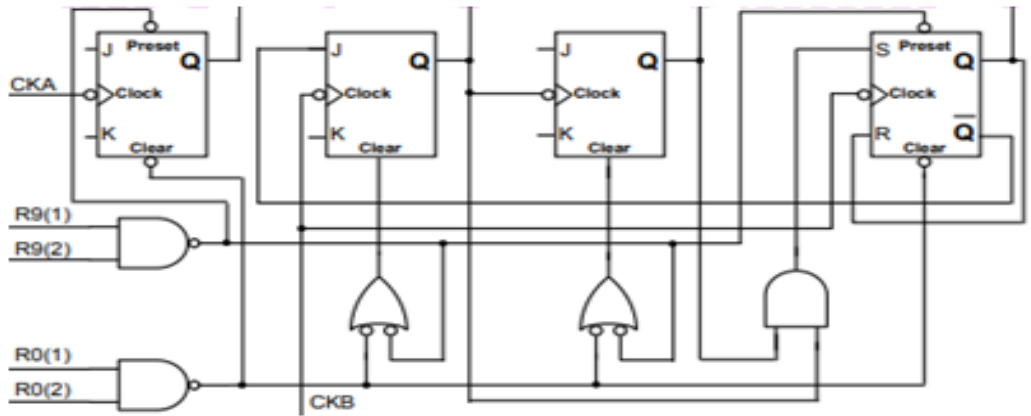 J Preset Q
CKA
Clock
K
Clear
J Q
Clock
K
Clear
J Q
Clock
K
Clear
S Preset Q
Clock
R Q
Clear
R9(1)
R9(2)
R0(1)
R0(2)
CKB